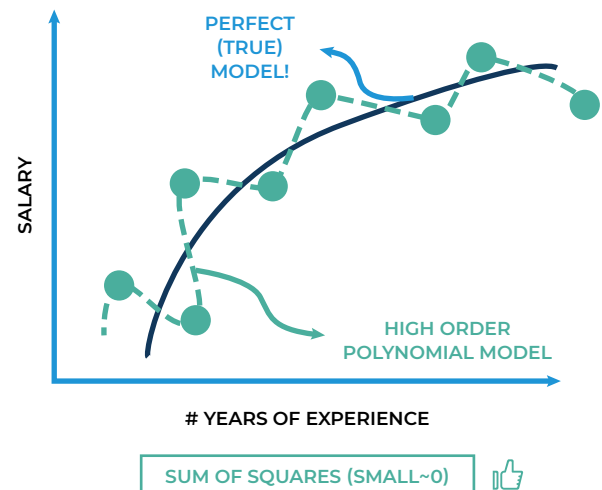 PERFECT
(TRUE)
MODEL!
SALARY
HIGH ORDER
POLYNOMIAL MODEL
# YEARS OF EXPERIENCE
SUM OF SQUARES (SMALL~0)